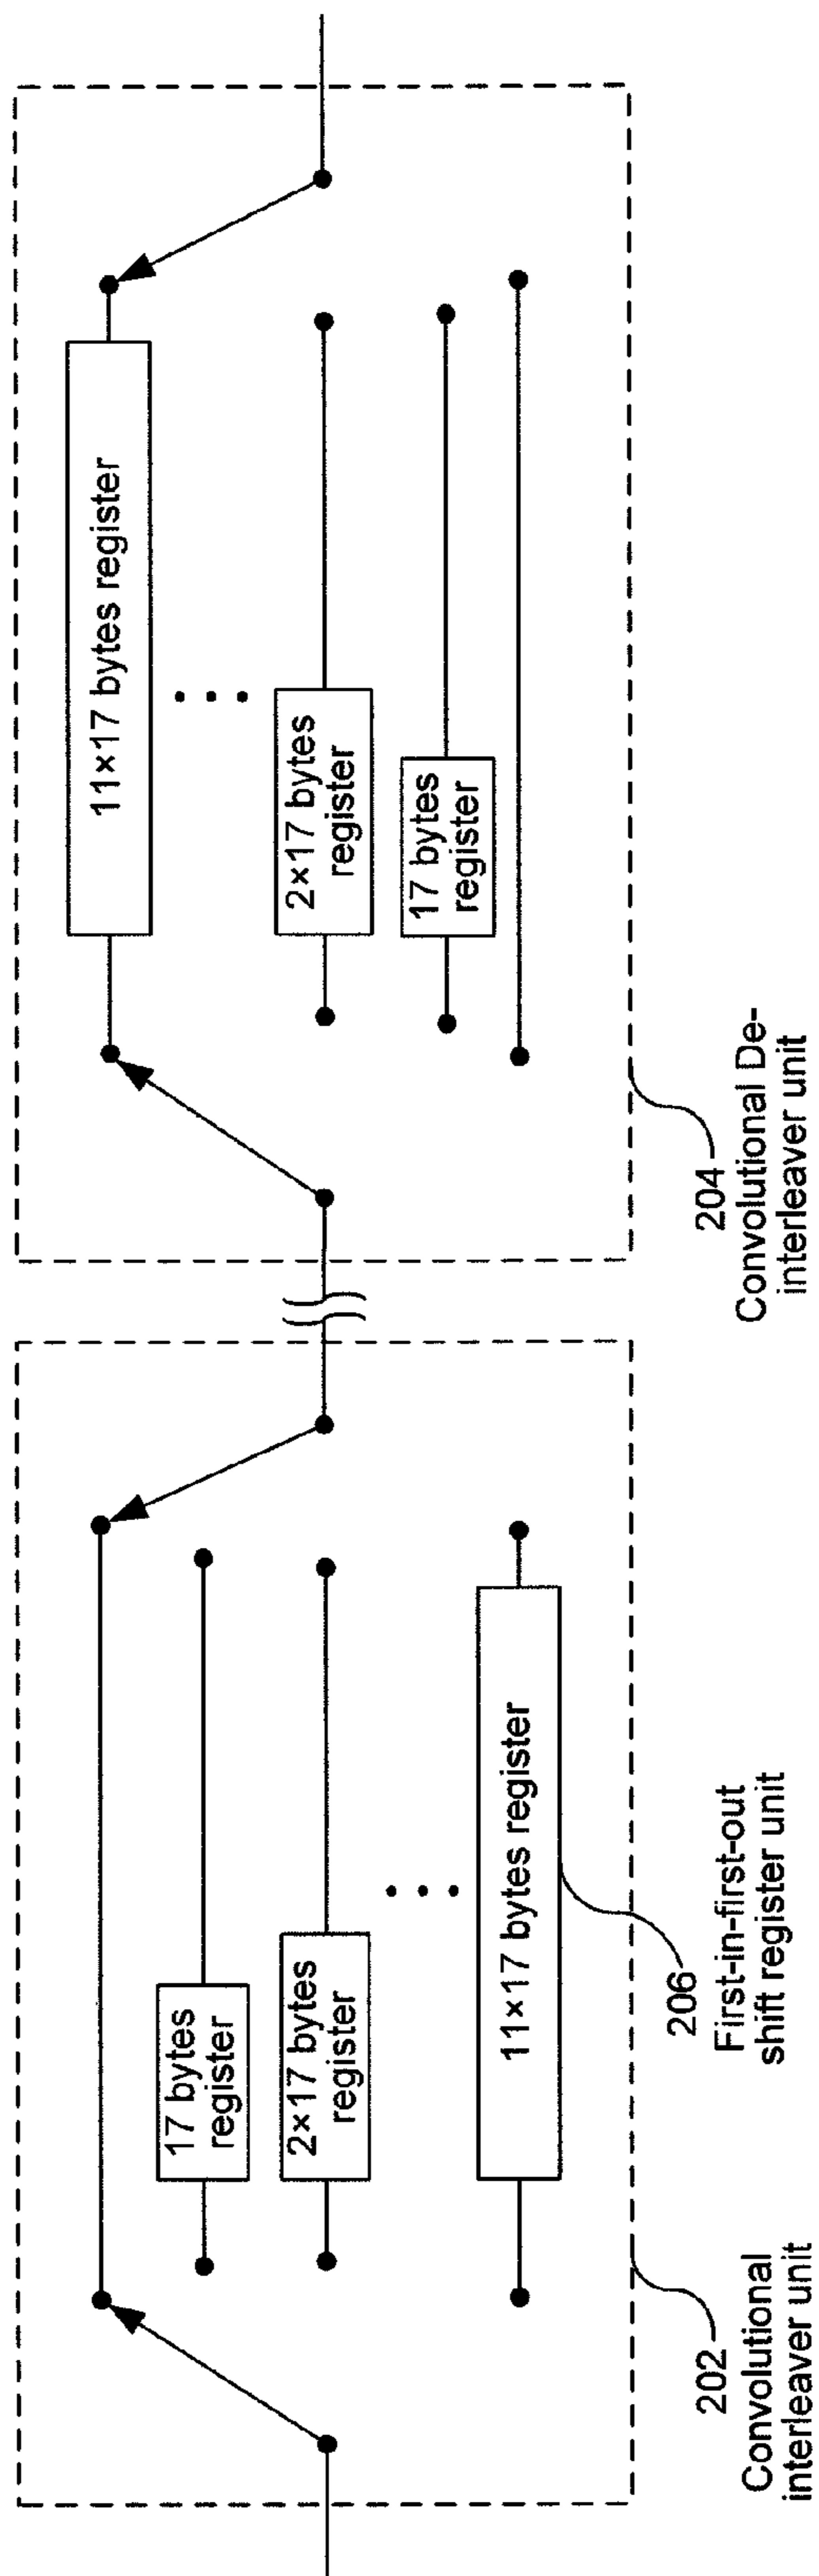 17 bytes
register
2×17 bytes
register
. . .
11×17 bytes register
206
First-in-first-out
shift register unit
202
Convolutional
interleaver unit
11×17 bytes register
. . .
2×17 bytes
register
17 bytes
register
204
Convolutional De-
interleaver unit